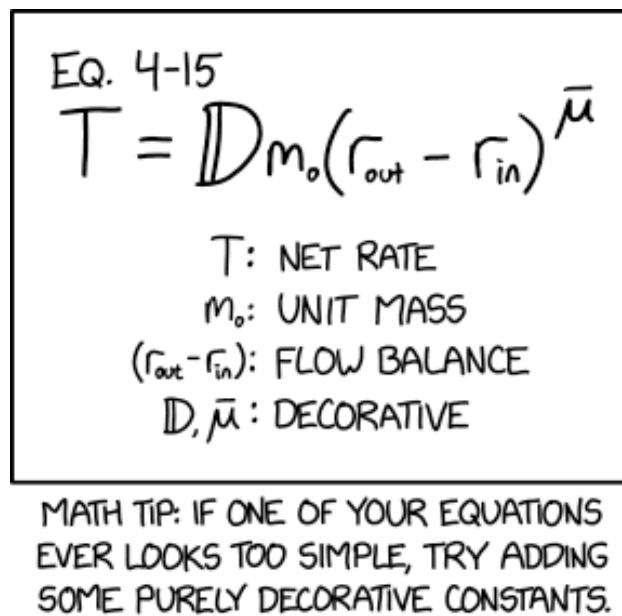 EQ. 4-15
T = 𝔻m₀(r_out - r_in)^μ̄
T: NET RATE
m₀: UNIT MASS
(r_out - r_in): FLOW BALANCE
𝔻, μ̄: DECORATIVE
MATH TIP: IF ONE OF YOUR EQUATIONS
EVER LOOKS TOO SIMPLE, TRY ADDING
SOME PURELY DECORATIVE CONSTANTS.